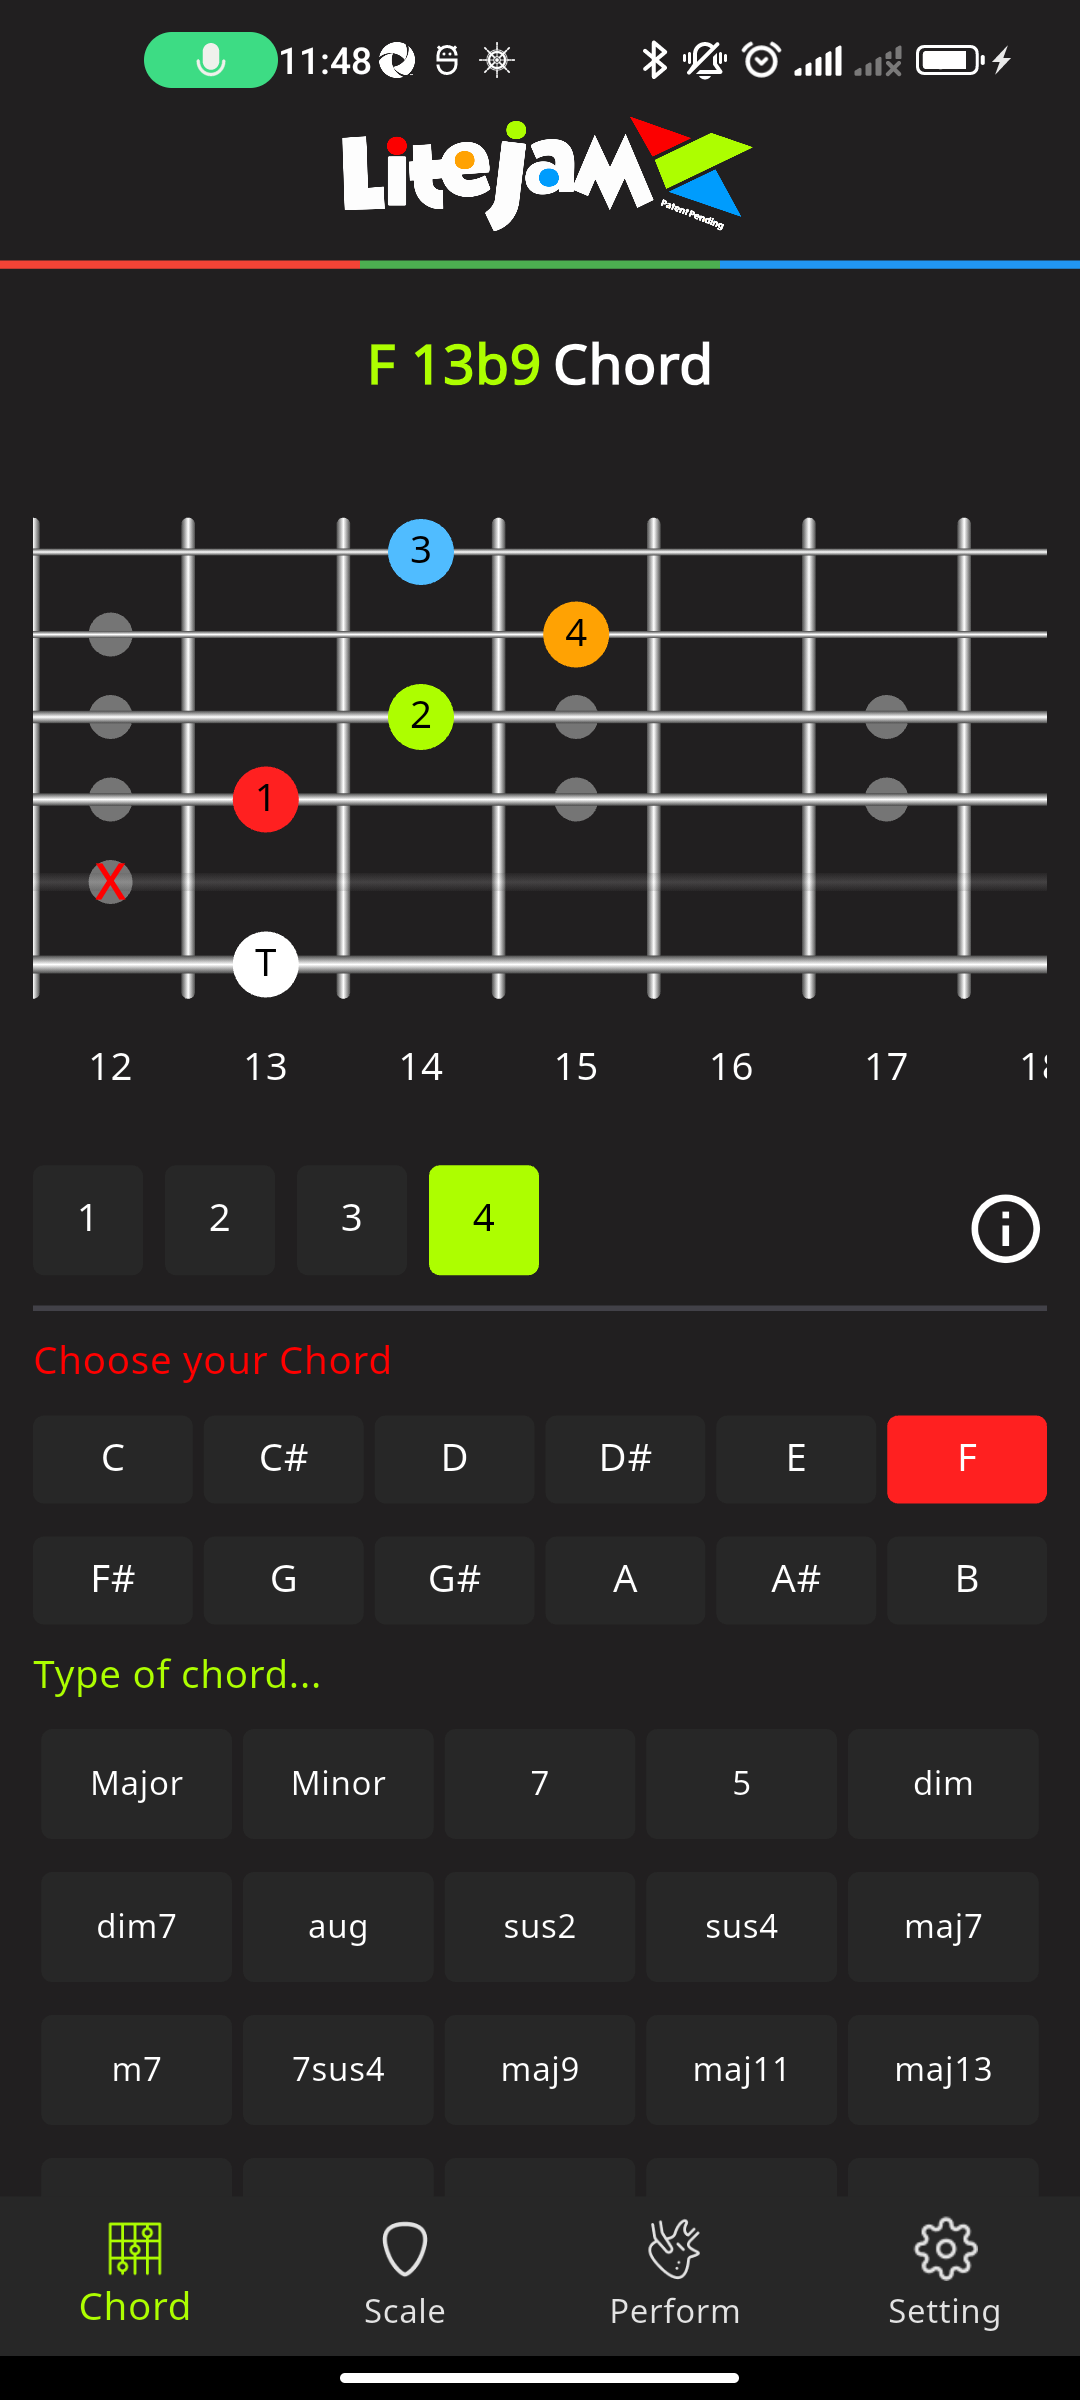 11:48
LiteJam
Patent Pending
F 13b9 Chord
3
4
2
1
X
T
12 13 14 15 16 17
1 2 3 4
Choose your Chord
C C# D D# E F
F# G G# A A# B
Type of chord...
Major Minor 7 5 dim
dim7 aug sus2 sus4 maj7
m7 7sus4 maj9 maj11 maj13
Chord Scale Perform Setting